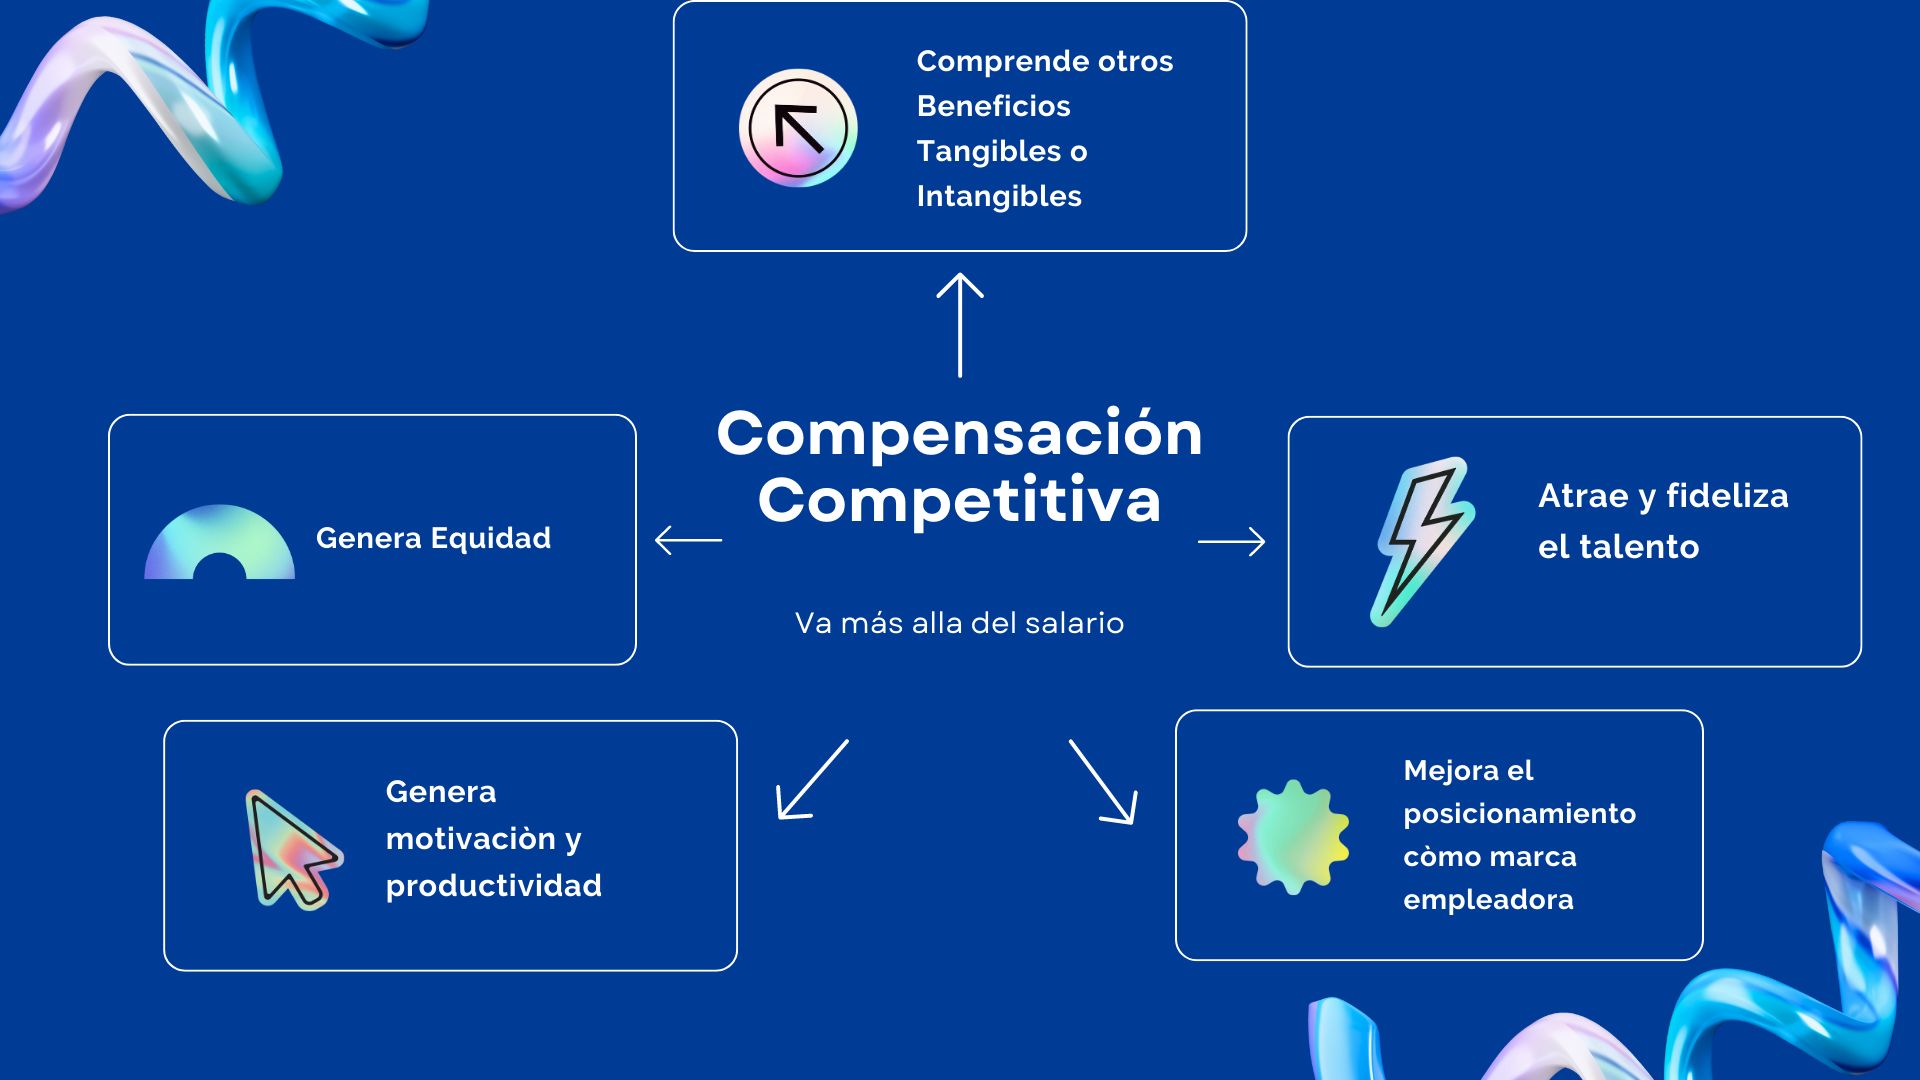 Comprende otros
Beneficios
Tangibles o
Intangibles
Compensación
Competitiva
Va más alla del salario
Genera Equidad
Atrae y fideliza
el talento
Genera
motivaciòn y
productividad
Mejora el
posicionamiento
còmo marca
empleadora